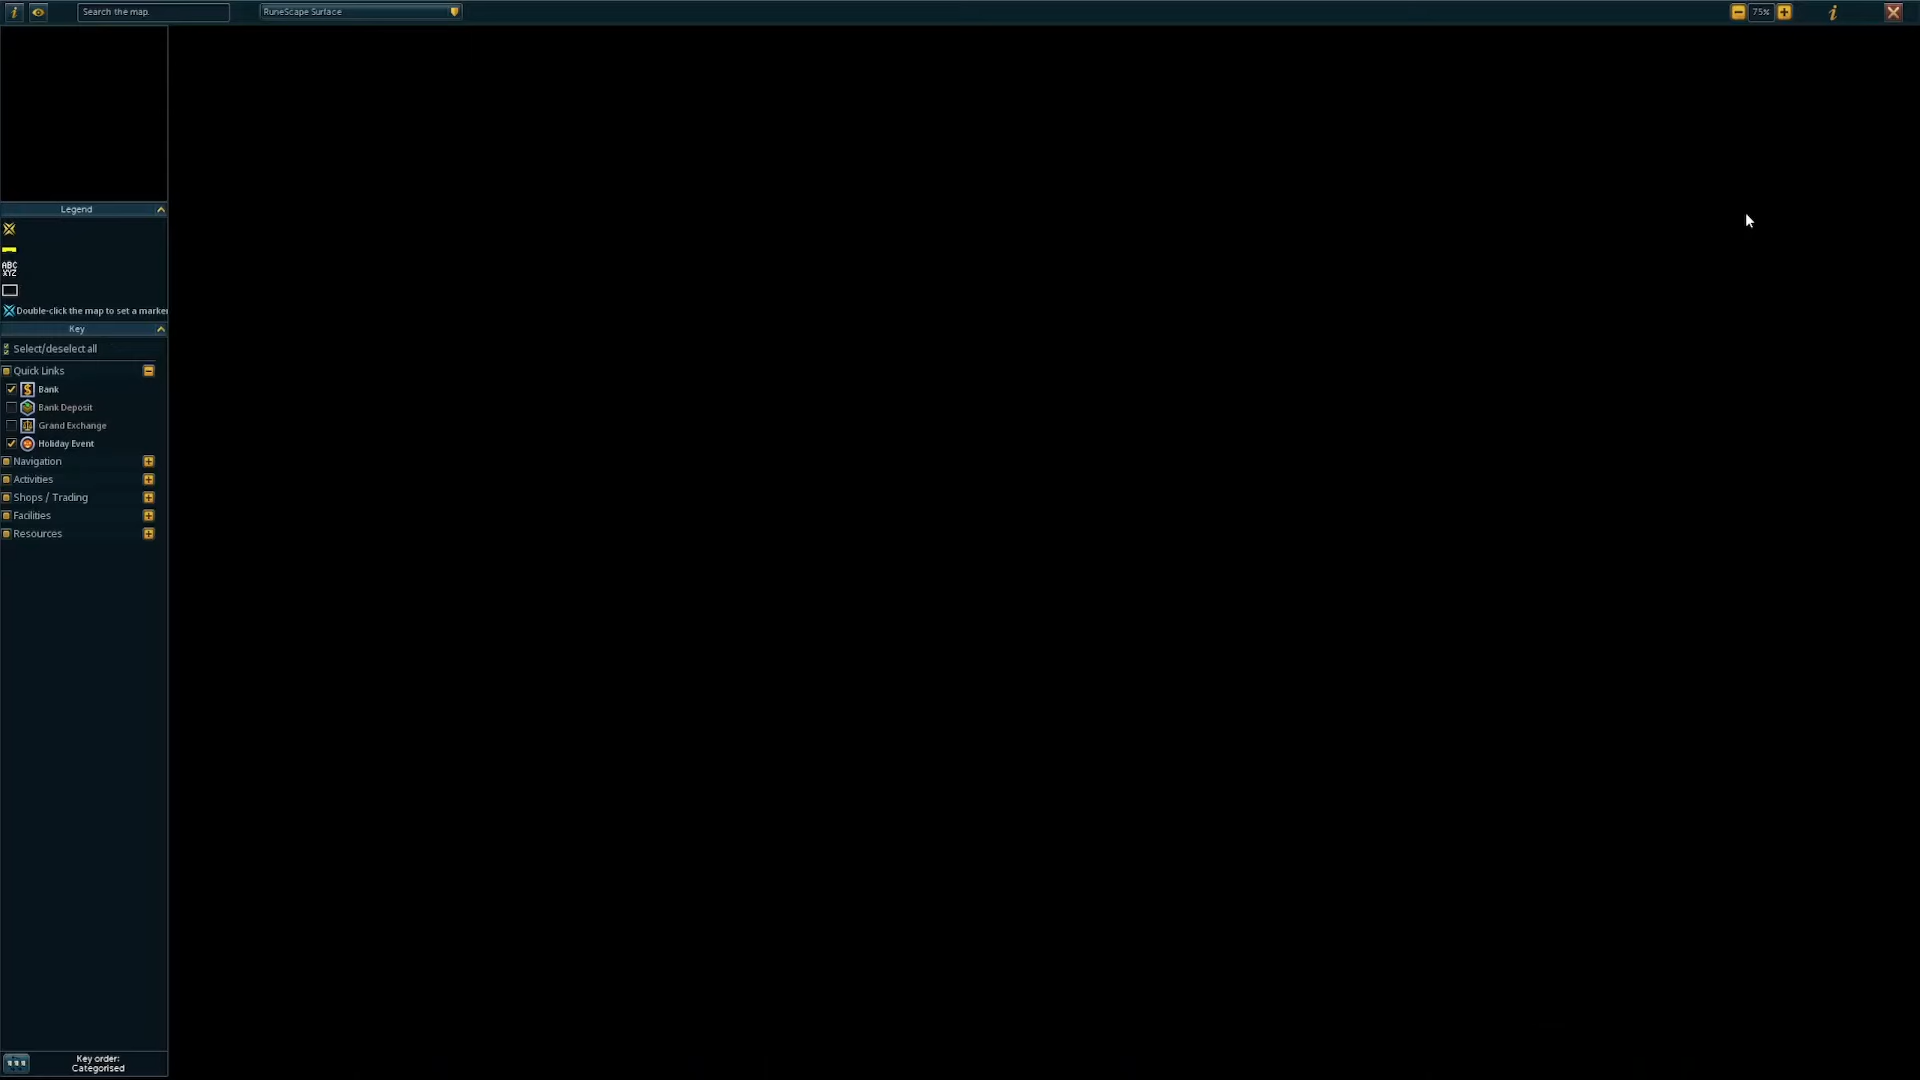 Search the map.
RuneScape Surface
75%
Legend
ABC
XYZ
Double-click the map to set a marker
Key
Select/deselect all
Quick Links
Bank
Bank Deposit
Grand Exchange
Holiday Event
Navigation
Activities
Shops / Trading
Facilities
Resources
Key order:
Categorised